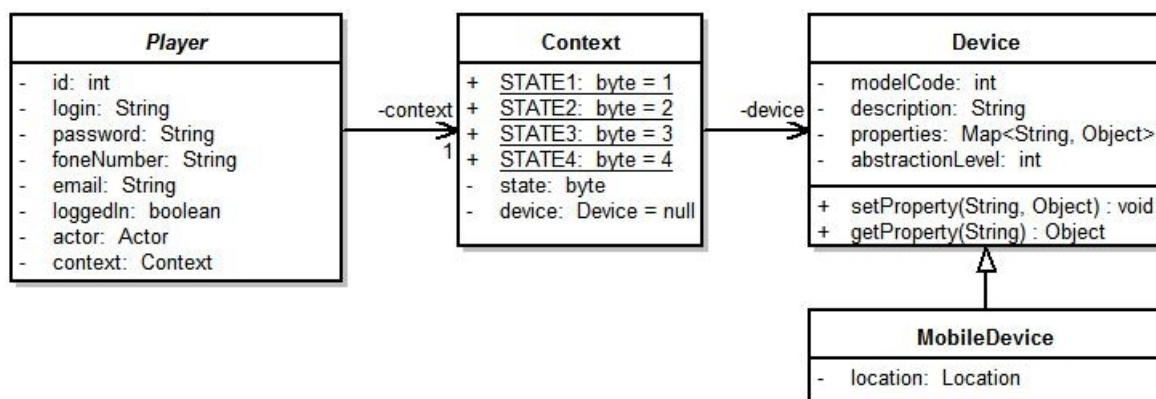 Player
- id: int
- login: String
- password: String
- foneNumber: String
- email: String
- loggedIn: boolean
- actor: Actor
- context: Context
-context
1
Context
+ STATE1: byte = 1
+ STATE2: byte = 2
+ STATE3: byte = 3
+ STATE4: byte = 4
- state: byte
- device: Device = null
-device
Device
- modelCode: int
- description: String
- properties: Map<String, Object>
- abstractionLevel: int
+ setProperty(String, Object) : void
+ getProperty(String) : Object
MobileDevice
- location: Location